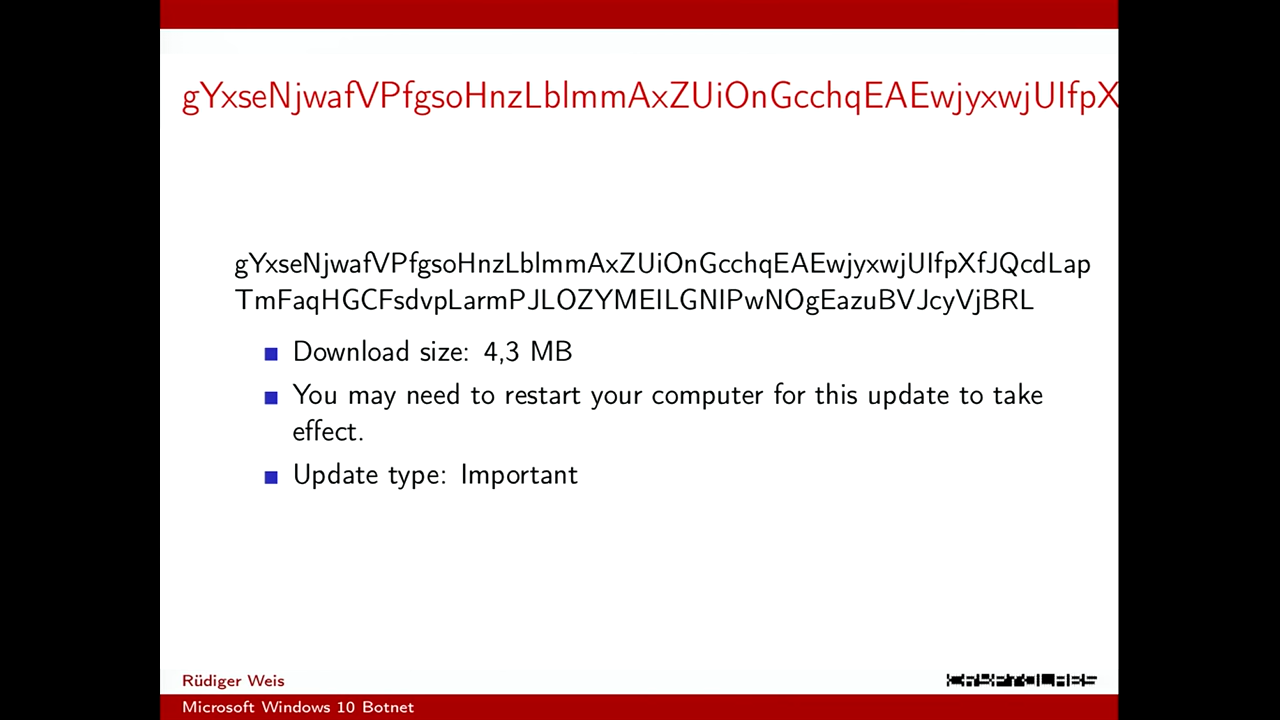 gYxseNjwafVPfgsoHnzLblmmAxZUiOnGcchqEAEwjyxwjUIfpX
gYxseNjwafVPfgsoHnzLblmmAxZUiOnGcchqEAEwjyxwjUIfpXfJQcdLap
TmFaqHGCFsdvpLarmPJLOZYMEILGNIPwNOgEazuBVJcyVjBRL
Download size: 4,3 MB
You may need to restart your computer for this update to take
effect.
Update type: Important
Rüdiger Weis
Microsoft Windows 10 Botnet